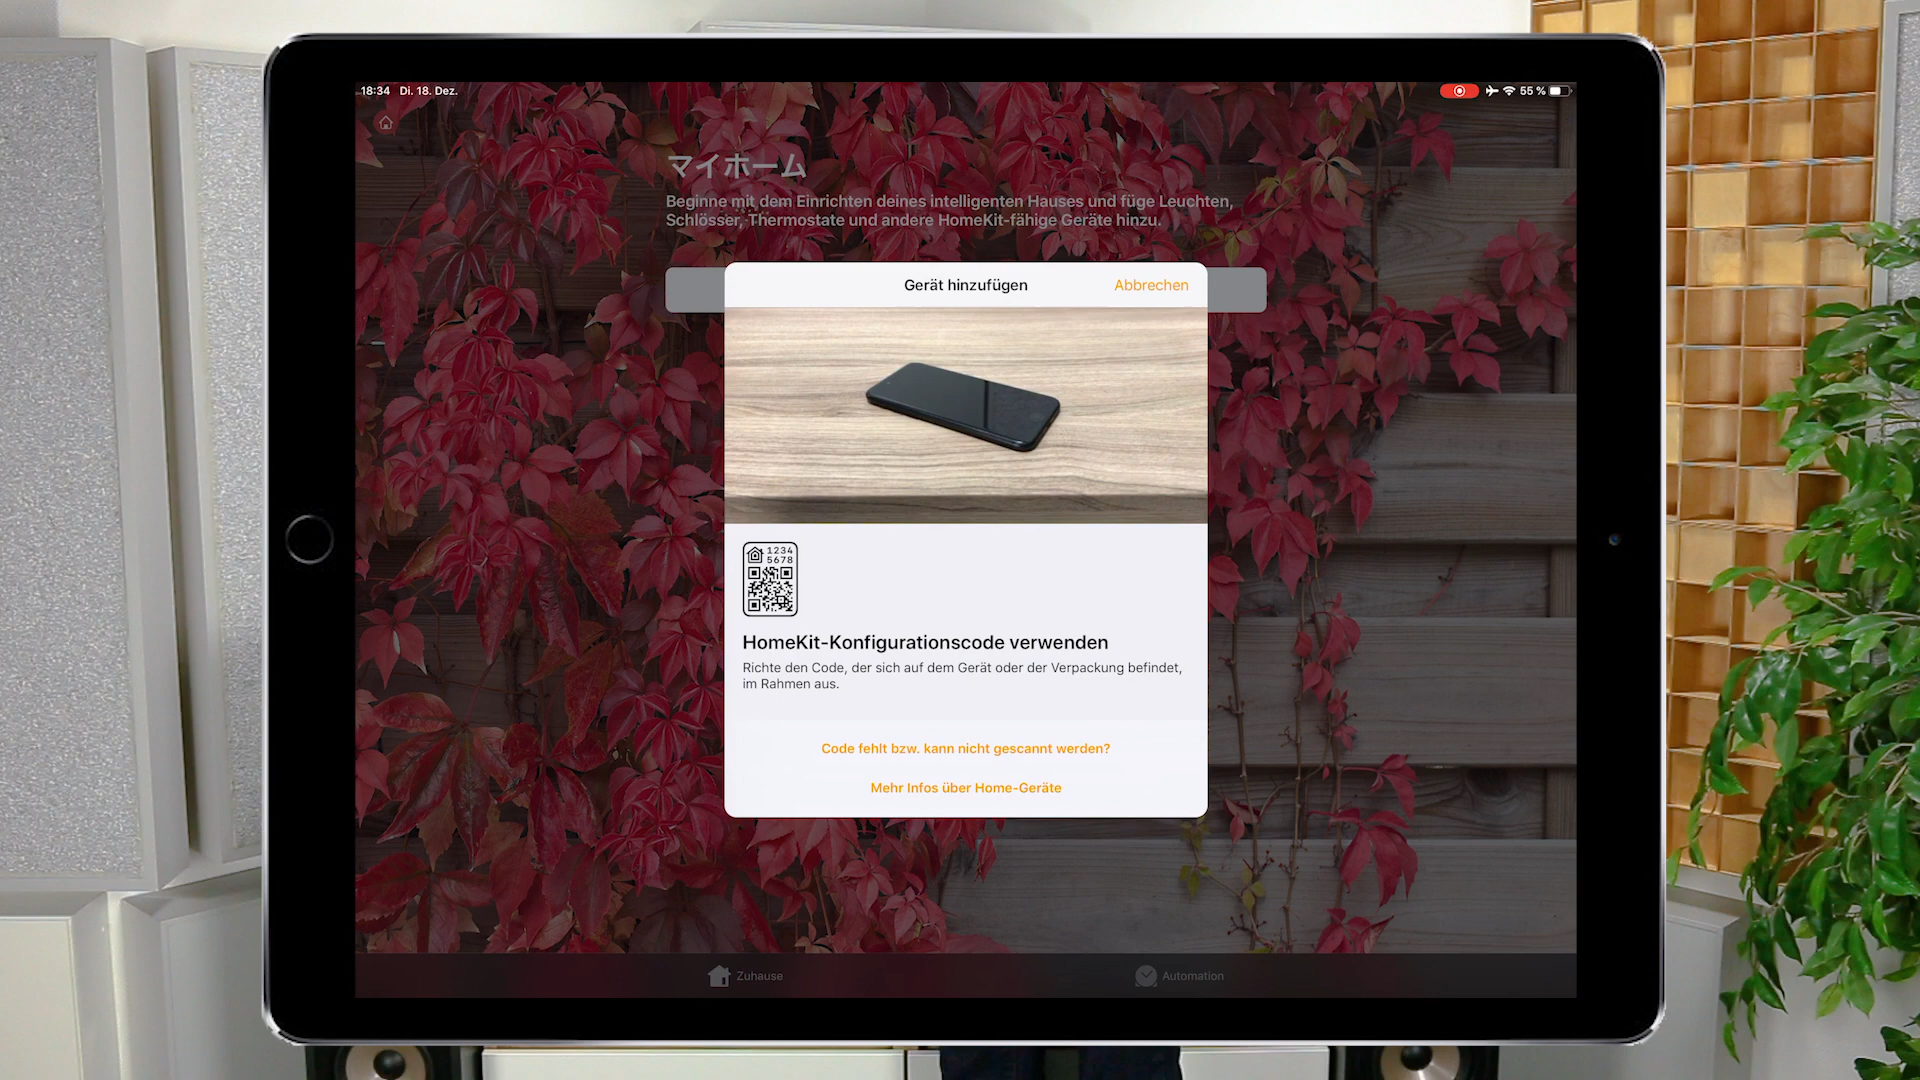 18:34 Di. 18. Dez.
55 %
マイホーム
Beginne mit dem Einrichten deines intelligenten Hauses und füge Leuchten,
Schlösser, Thermostate und andere HomeKit-fähige Geräte hinzu.
Gerät hinzufügen
Abbrechen
1234
5678
HomeKit-Konfigurationscode verwenden
Richte den Code, der sich auf dem Gerät oder der Verpackung befindet,
im Rahmen aus.
Code fehlt bzw. kann nicht gescannt werden?
Mehr Infos über Home-Geräte
Zuhause
Automation